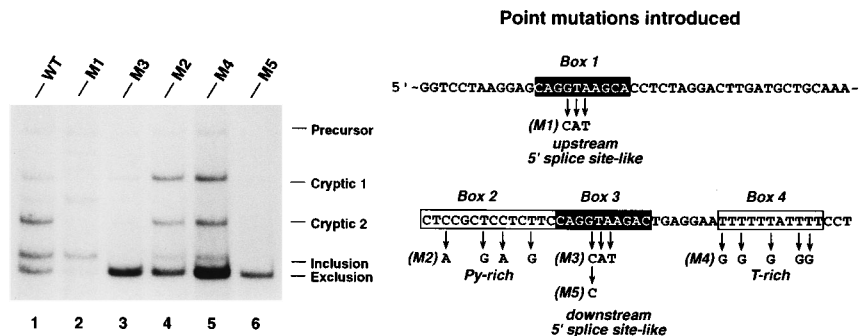 Point mutations introduced
WT M1 M3 M2 M4 M5
Precursor
Cryptic 1
Cryptic 2
Inclusion
Exclusion
1 2 3 4 5 6
Box 1
5'~GGTCCTAAGGAGCAGGTAAGCACCTCTAGGACTTGATGCTGCAAA~
(M1) CAT
upstream
5' splice site-like
Box 2 Box 3 Box 4
CTCCGCTCCTCTTCCAGGTAAGACTGAGGAATTTTTTATTTTCCT
(M2) A G A G (M3) CAT (M4) G G G GG
Py-rich T-rich
(M5) C
downstream
5' splice site-like